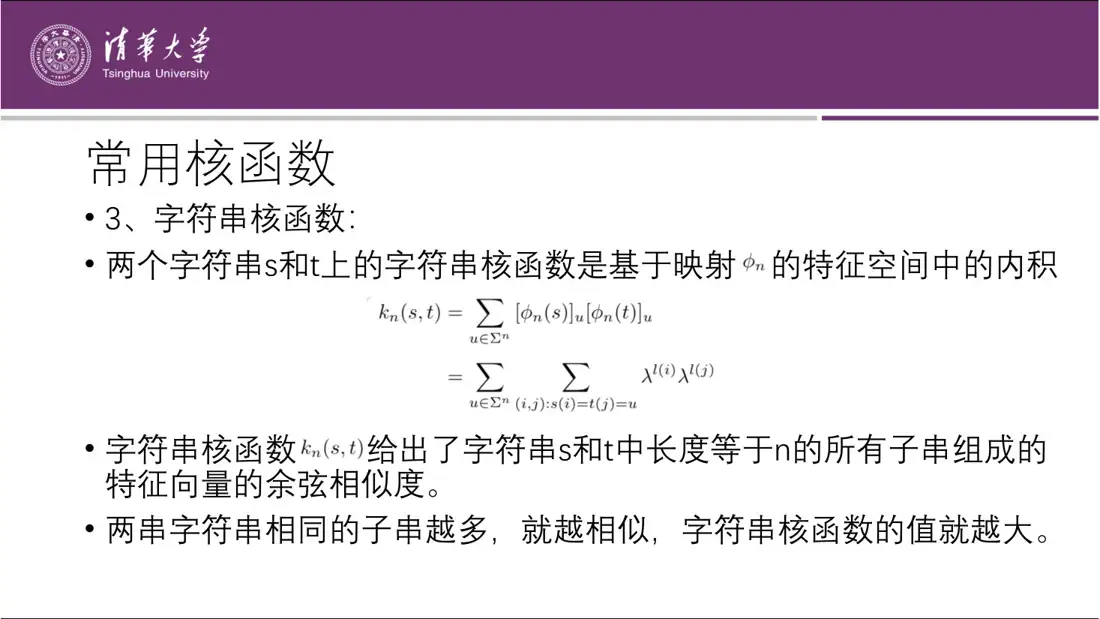 清华大学
Tsinghua University
常用核函数
• 3、字符串核函数：
• 两个字符串s和t上的字符串核函数是基于映射 ϕₙ 的特征空间中的内积
kₙ(s, t) = ∑_{u∈Σⁿ} [ϕₙ(s)]ᵤ[ϕₙ(t)]ᵤ
= ∑_{u∈Σⁿ} ∑_{(i,j):s(i)=t(j)=u} λ^{l(i)} λ^{l(j)}
• 字符串核函数 kₙ(s, t) 给出了字符串s和t中长度等于n的所有子串组成的
特征向量的余弦相似度。
• 两串字符串相同的子串越多，就越相似，字符串核函数的值就越大。